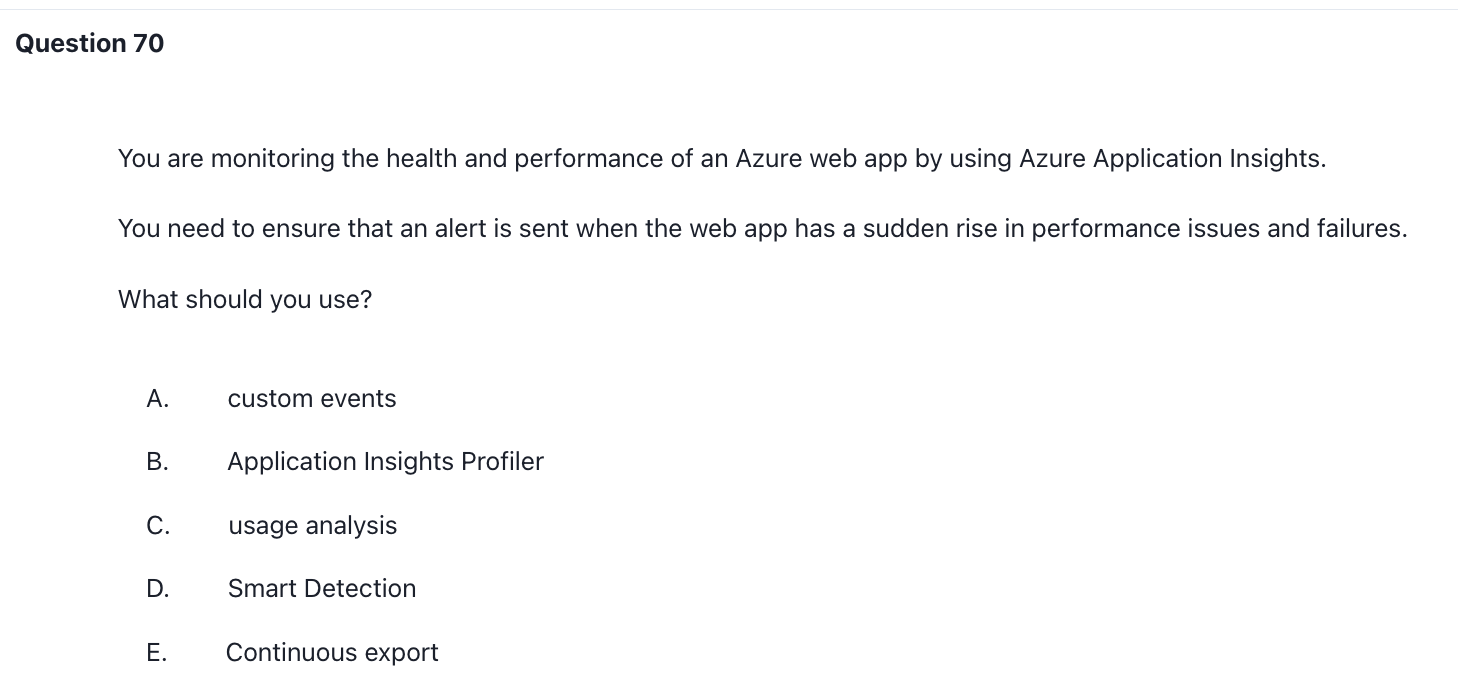 Question 70
You are monitoring the health and performance of an Azure web app by using Azure Application Insights.
You need to ensure that an alert is sent when the web app has a sudden rise in performance issues and failures.
What should you use?
A. custom events
B. Application Insights Profiler
C. usage analysis
D. Smart Detection
E. Continuous export